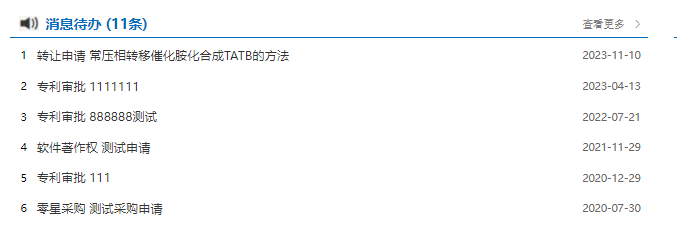 消息待办 (11条) 查看更多 >
1 转让申请 常压相转移催化胺化合成TATB的方法 2023-11-10
2 专利审批 1111111 2023-04-13
3 专利审批 888888测试 2022-07-21
4 软件著作权 测试申请 2021-11-29
5 专利审批 111 2020-12-29
6 零星采购 测试采购申请 2020-07-30